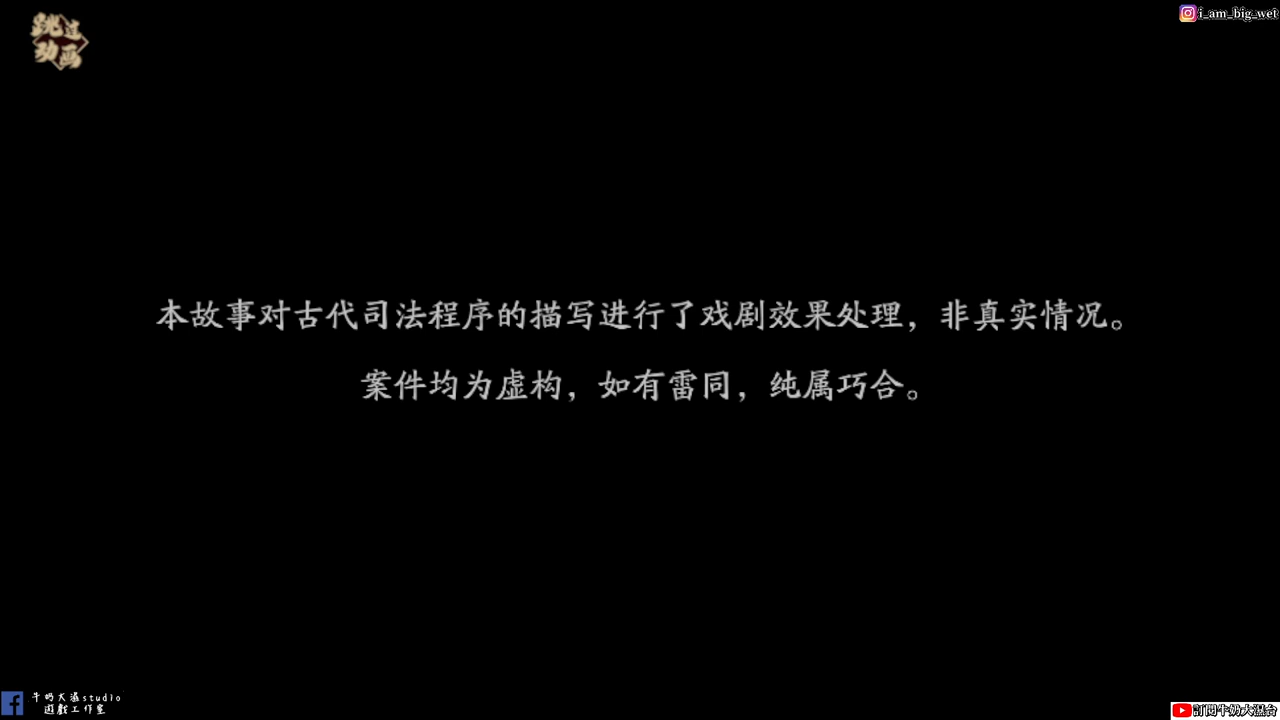 跳过
动画
i_am_big_wet
本故事对古代司法程序的描写进行了戏剧效果处理，非真实情况。
案件均为虚构，如有雷同，纯属巧合。
牛奶大濕studio
遊戲工作室
訂閱牛奶大濕台